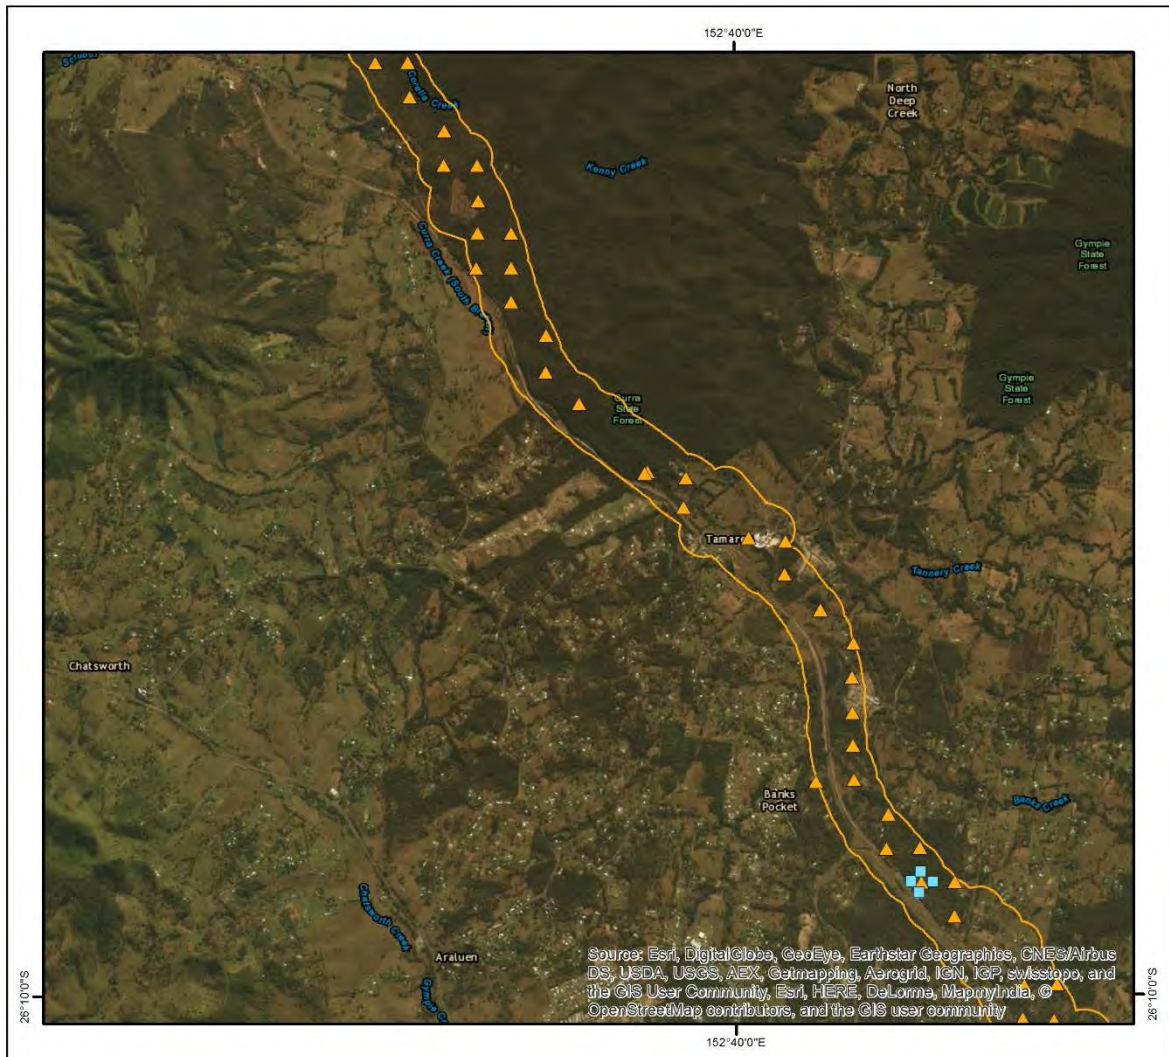 152°40'0"E
North
Deep
Creek
Corella Creek
Kenny Creek
Gympie
State
Forest
Gympie
State
Forest
Curra
State
Forest
Tannery Creek
Chatsworth
Banks
Pocket
Banks Creek
Chatsworth Creek
Araluen
26°10'0"S
26°10'0"S
Source: Esri, DigitalGlobe, GeoEye, Earthstar Geographics, CNES/Airbus
DS, USDA, USGS, AEX, Getmapping, Aerogrid, IGN, IGP, swisstopo, and
the GIS User Community, Esri, HERE, DeLorme, MapmyIndia, ©
OpenStreetMap contributors, and the GIS user community
152°40'0"E